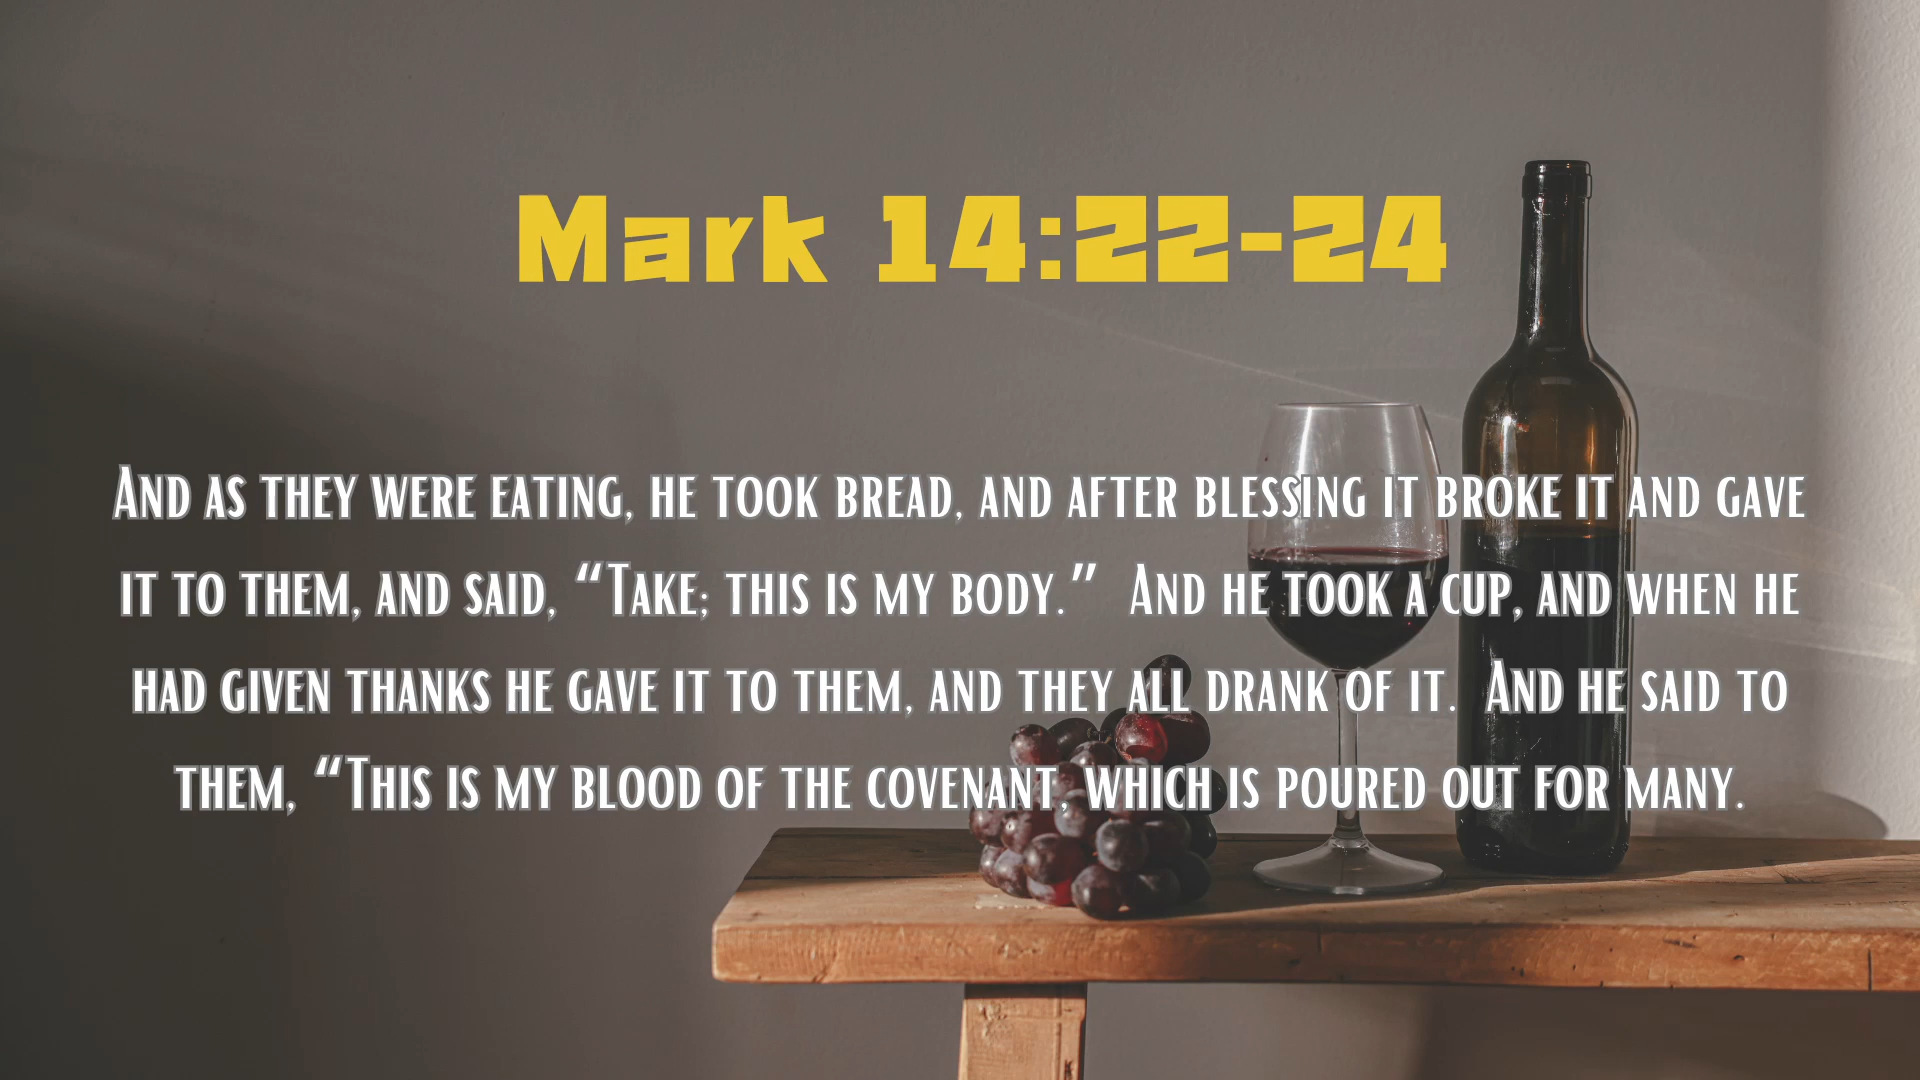 Mark 14:22-24
And as they were eating, he took bread, and after blessing it broke it and gave
it to them, and said, “Take; this is my body.” And he took a cup, and when he
had given thanks he gave it to them, and they all drank of it. And he said to
them, “This is my blood of the covenant, which is poured out for many.